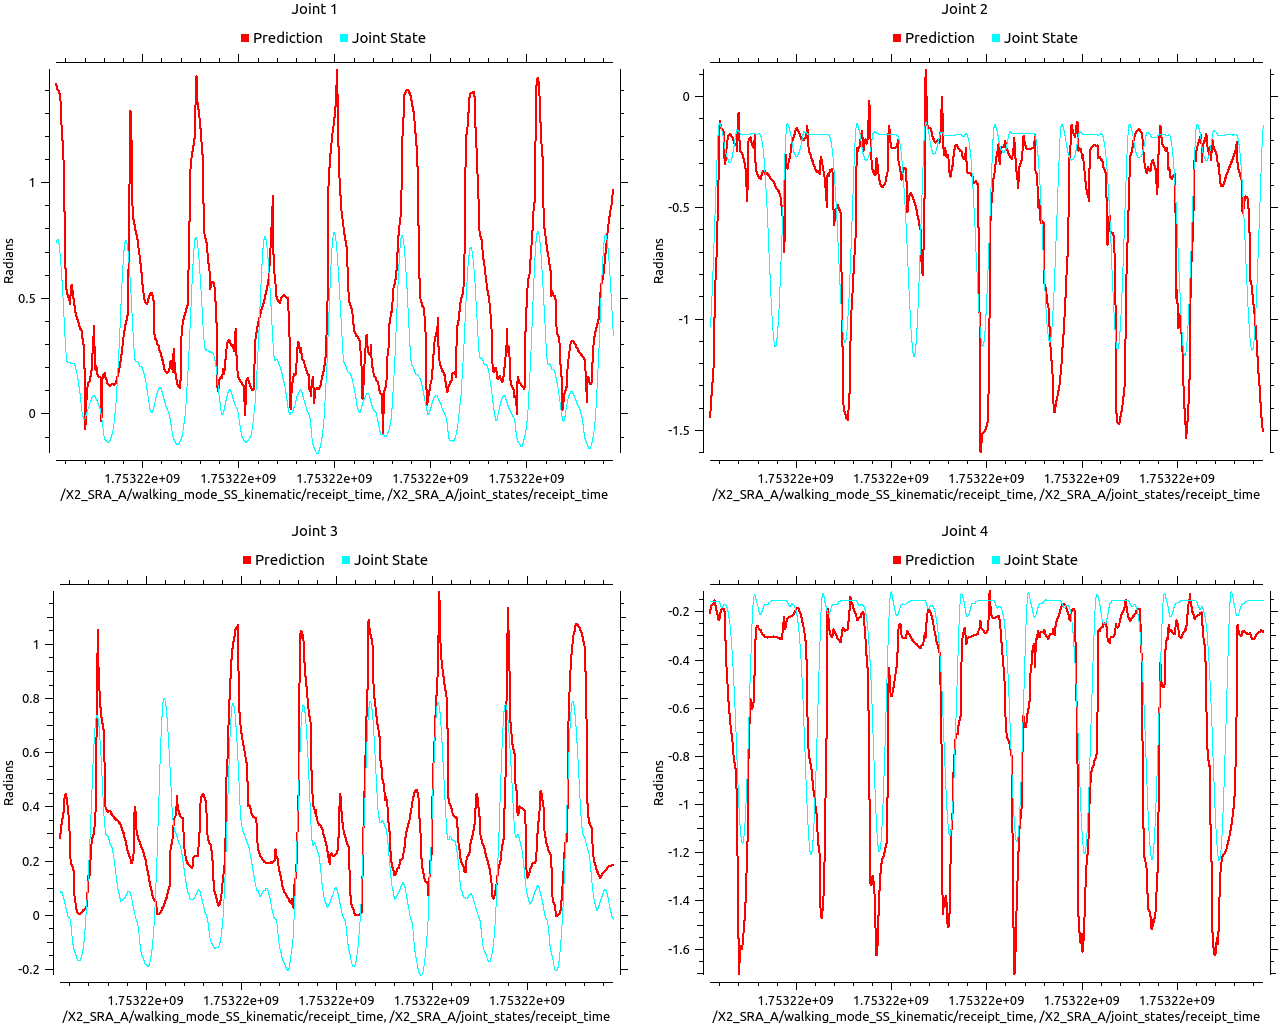 Joint 1
Prediction Joint State
Radians
1
0.5
0
1.75322e+09 1.75322e+09 1.75322e+09 1.75322e+09 1.75322e+09
/X2_SRA_A/walking_mode_SS_kinematic/receipt_time, /X2_SRA_A/joint_states/receipt_time
Joint 2
Prediction Joint State
Radians
0
-0.5
-1
-1.5
1.75322e+09 1.75322e+09 1.75322e+09 1.75322e+09 1.75322e+09
/X2_SRA_A/walking_mode_SS_kinematic/receipt_time, /X2_SRA_A/joint_states/receipt_time
Joint 3
Prediction Joint State
Radians
1
0.8
0.6
0.4
0.2
0
-0.2
1.75322e+09 1.75322e+09 1.75322e+09 1.75322e+09 1.75322e+09
/X2_SRA_A/walking_mode_SS_kinematic/receipt_time, /X2_SRA_A/joint_states/receipt_time
Joint 4
Prediction Joint State
Radians
-0.2
-0.4
-0.6
-0.8
-1
-1.2
-1.4
-1.6
1.75322e+09 1.75322e+09 1.75322e+09 1.75322e+09 1.75322e+09
/X2_SRA_A/walking_mode_SS_kinematic/receipt_time, /X2_SRA_A/joint_states/receipt_time